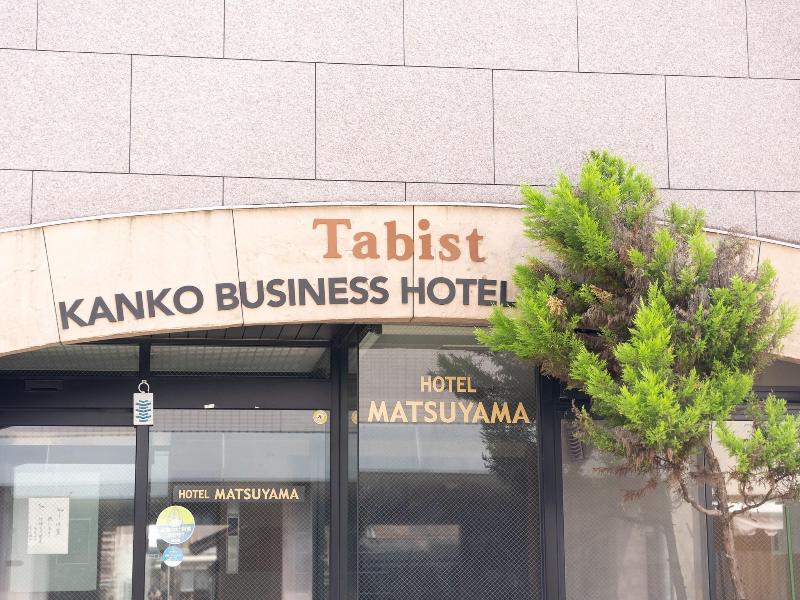 Tabist
KANKO BUSINESS HOTEL
HOTEL
MATSUYAMA
HOTEL MATSUYAMA